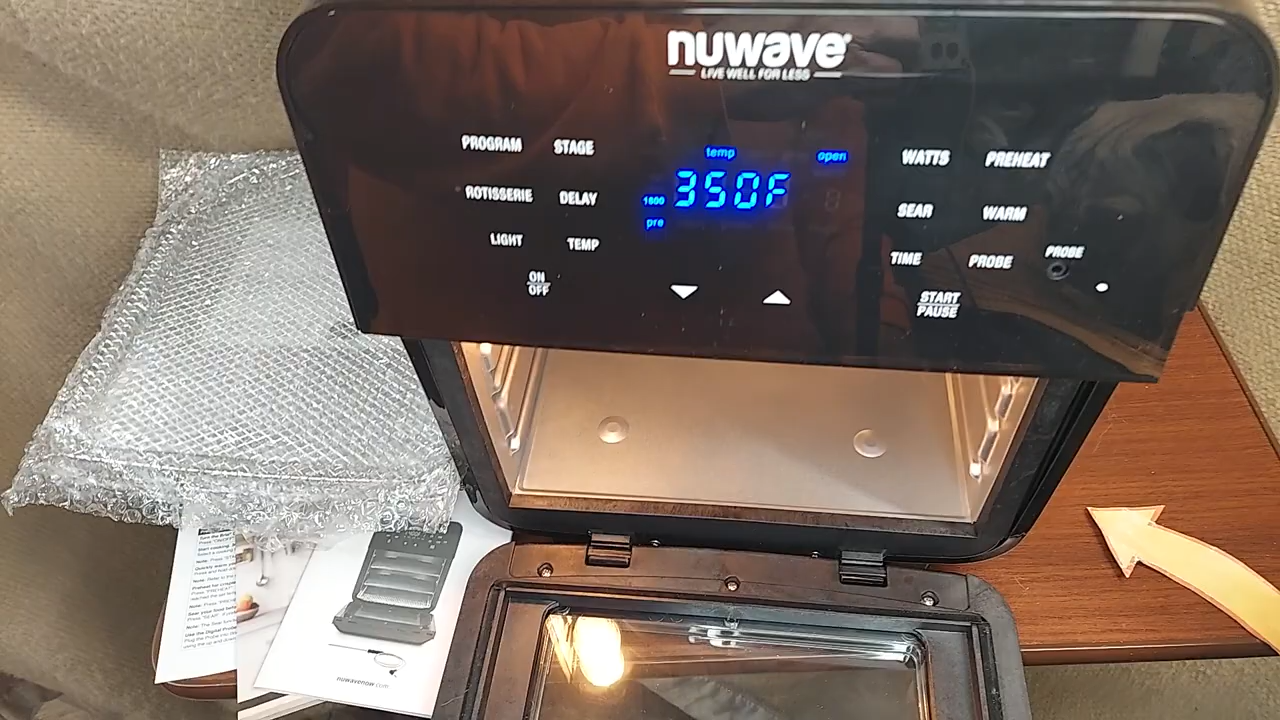 nuwave®
LIVE WELL FOR LESS
PROGRAM
STAGE
ROTISSERIE
DELAY
LIGHT
TEMP
ON
OFF
temp
open
1800
350F
pre
WATTS
PREHEAT
SEAR
WARM
TIME
PROBE
PROBE
START
PAUSE
nuwavenow.com